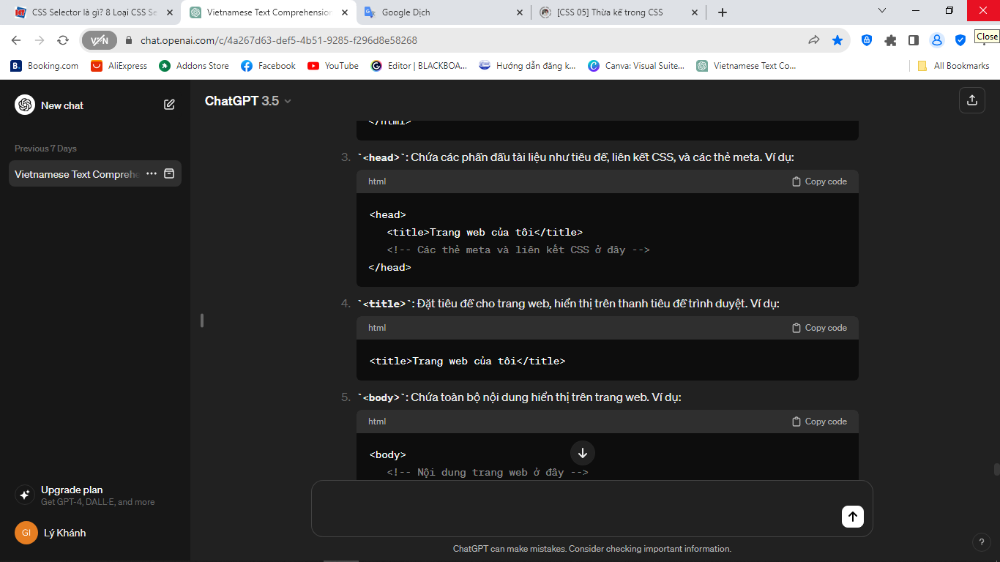 CSS Selector là gì? 8 Loại CSS Se
Vietnamese Text Comprehension
Google Dịch
[CSS 05] Thừa kế trong CSS
VPN
chat.openai.com/c/4a267d63-def5-4b51-9285-f296d8e58268
Close
Booking.com
AliExpress
Addons Store
Facebook
YouTube
Editor | BLACKBOA...
Hướng dẫn đăng k...
Canva: Visual Suite...
Vietnamese Text Co...
All Bookmarks
New chat
ChatGPT 3.5
Previous 7 Days
Vietnamese Text Comprehe
</html>
3. `<head>`: Chứa các phần đầu tài liệu như tiêu đề, liên kết CSS, và các thẻ meta. Ví dụ:
html
Copy code
<head>
<title>Trang web của tôi</title>
<!-- Các thẻ meta và liên kết CSS ở đây -->
</head>
4. `<title>`: Đặt tiêu đề cho trang web, hiển thị trên thanh tiêu đề trình duyệt. Ví dụ:
html
Copy code
<title>Trang web của tôi</title>
5. `<body>`: Chứa toàn bộ nội dung hiển thị trên trang web. Ví dụ:
html
Copy code
<body>
<!-- Nội dung trang web ở đây -->
Upgrade plan
Get GPT-4, DALL·E, and more
GI
Lý Khánh
ChatGPT can make mistakes. Consider checking important information.
?